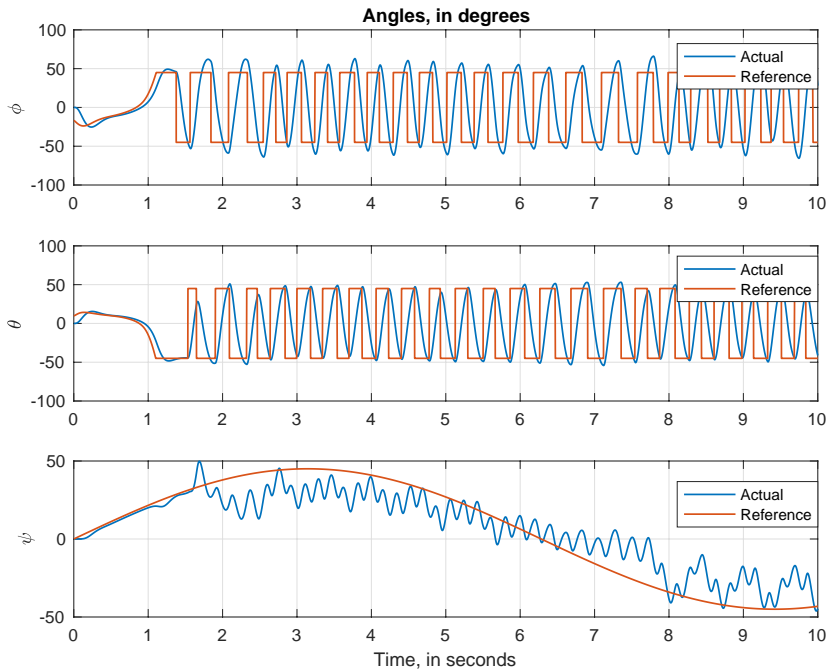 Angles, in degrees
100
50
0
-50
-100
ϕ
Actual
Reference
0 1 2 3 4 5 6 7 8 9 10
100
50
0
-50
-100
θ
Actual
Reference
0 1 2 3 4 5 6 7 8 9 10
50
0
-50
ψ
Actual
Reference
0 1 2 3 4 5 6 7 8 9 10
Time, in seconds